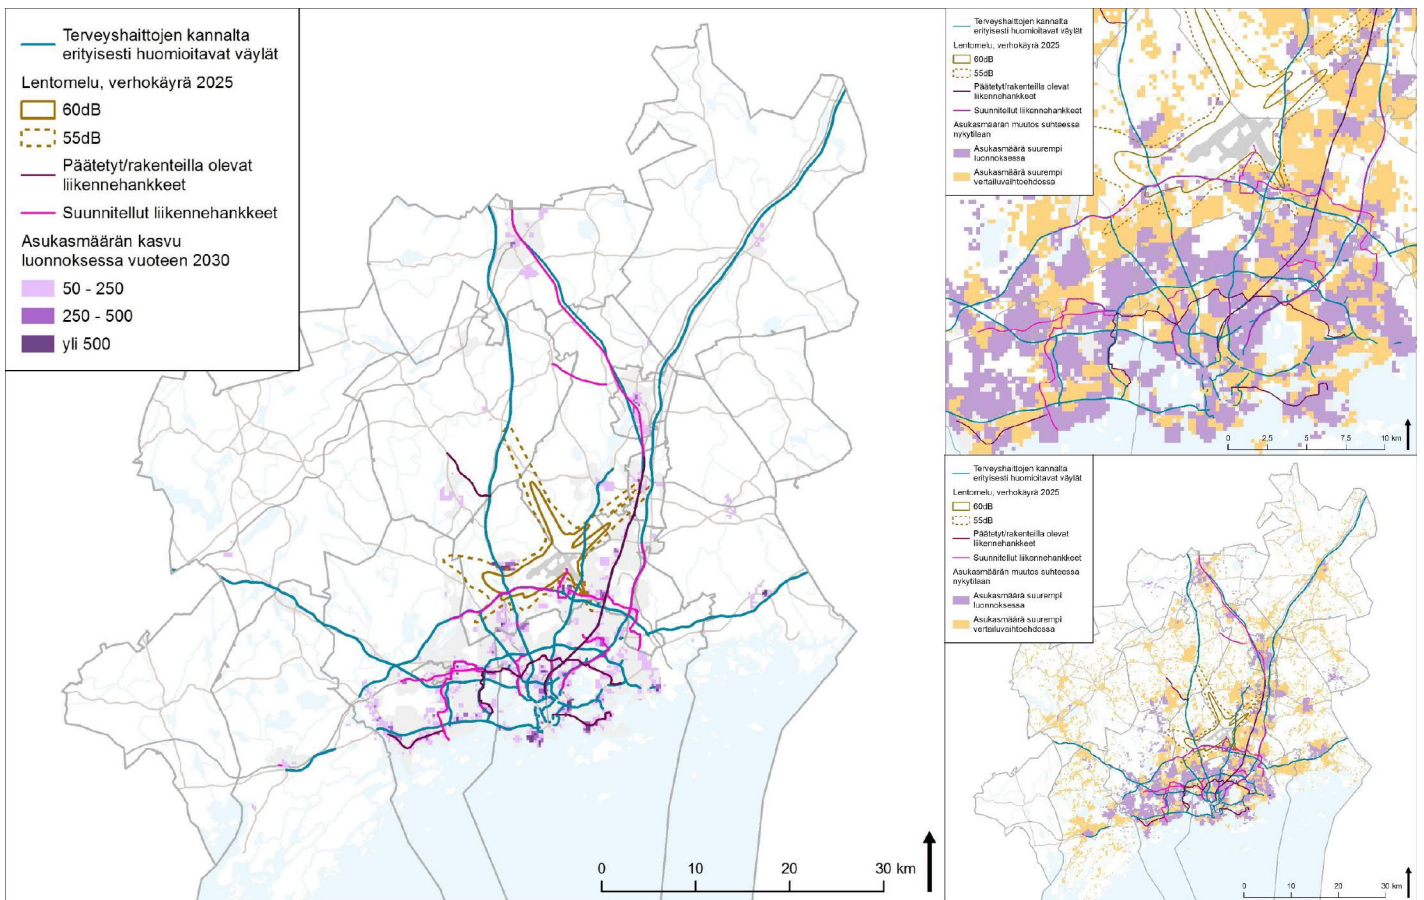 Terveyshaittojen kannalta
erityisesti huomioitavat väylät
Lentomelu, verhokäyrä 2025
60dB
55dB
Päätetyt/rakenteilla olevat
liikennehankkeet
Suunnitellut liikennehankkeet
Asukasmäärän kasvu
luonnoksessa vuoteen 2030
50 - 250
250 - 500
yli 500
0 10 20 30 km
Terveyshaittojen kannalta
erityisesti huomioitavat väylät
Lentomelu, verhokäyrä 2025
60dB
55dB
Päätetyt/rakenteilla olevat
liikennehankkeet
Suunnitellut liikennehankkeet
Asukasmäärän muutos suhteessa
nykytilaan
Asukasmäärä suurempi
luonnoksessa
Asukasmäärä suurempi
vertailuvaihtoehdossa
0 2,5 5 7,5 10 km
Terveyshaittojen kannalta
erityisesti huomioitavat väylät
Lentomelu, verhokäyrä 2025
60dB
55dB
Päätetyt/rakenteilla olevat
liikennehankkeet
Suunnitellut liikennehankkeet
Asukasmäärän muutos suhteessa
nykytilaan
Asukasmäärä suurempi
luonnoksessa
Asukasmäärä suurempi
vertailuvaihtoehdossa
0 10 20 30 km